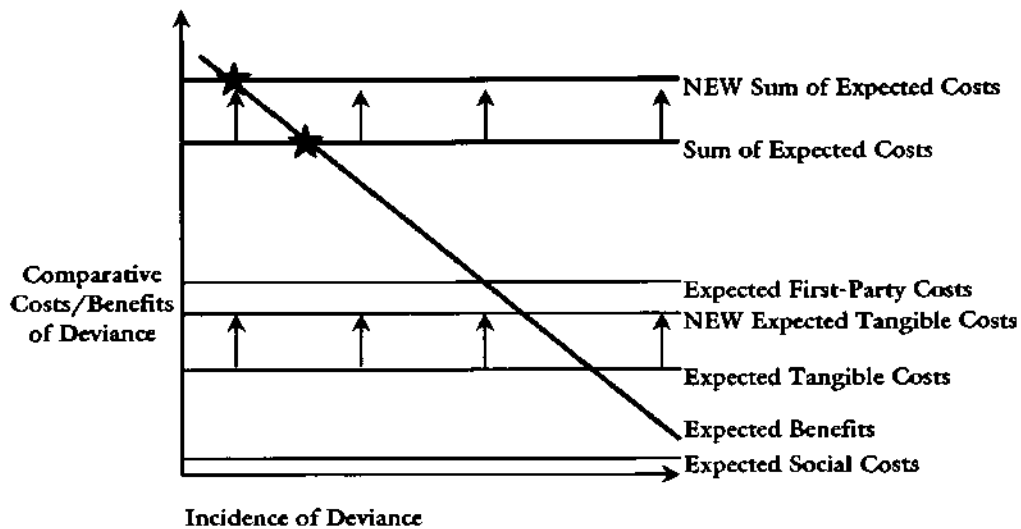 NEW Sum of Expected Costs
Sum of Expected Costs
Comparative
Costs/Benefits
of Deviance
Expected First-Party Costs
NEW Expected Tangible Costs
Expected Tangible Costs
Expected Benefits
Expected Social Costs
Incidence of Deviance